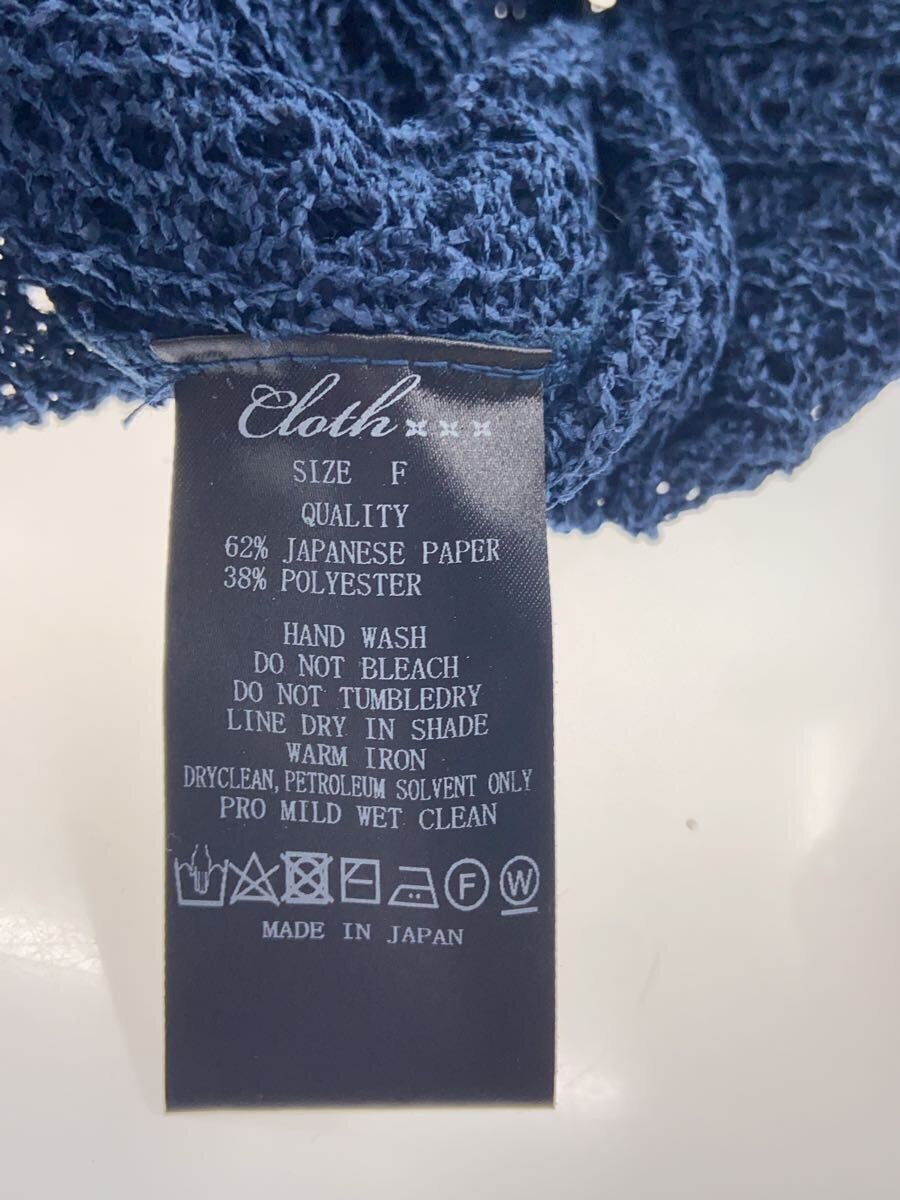 Cloth
SIZE F
QUALITY
62% JAPANESE PAPER
38% POLYESTER
HAND WASH
DO NOT BLEACH
DO NOT TUMBLEDRY
LINE DRY IN SHADE
WARM IRON
DRYCLEAN, PETROLEUM SOLVENT ONLY
PRO MILD WET CLEAN
F W
MADE IN JAPAN